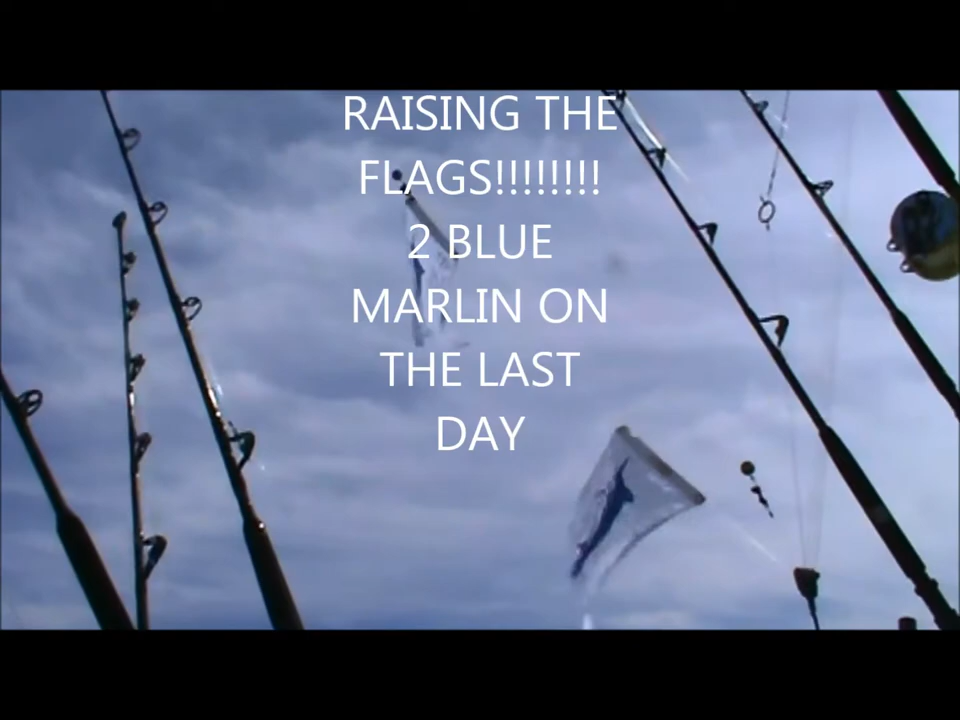 RAISING THE
FLAGS!!!!!!!!
2 BLUE
MARLIN ON
THE LAST
DAY